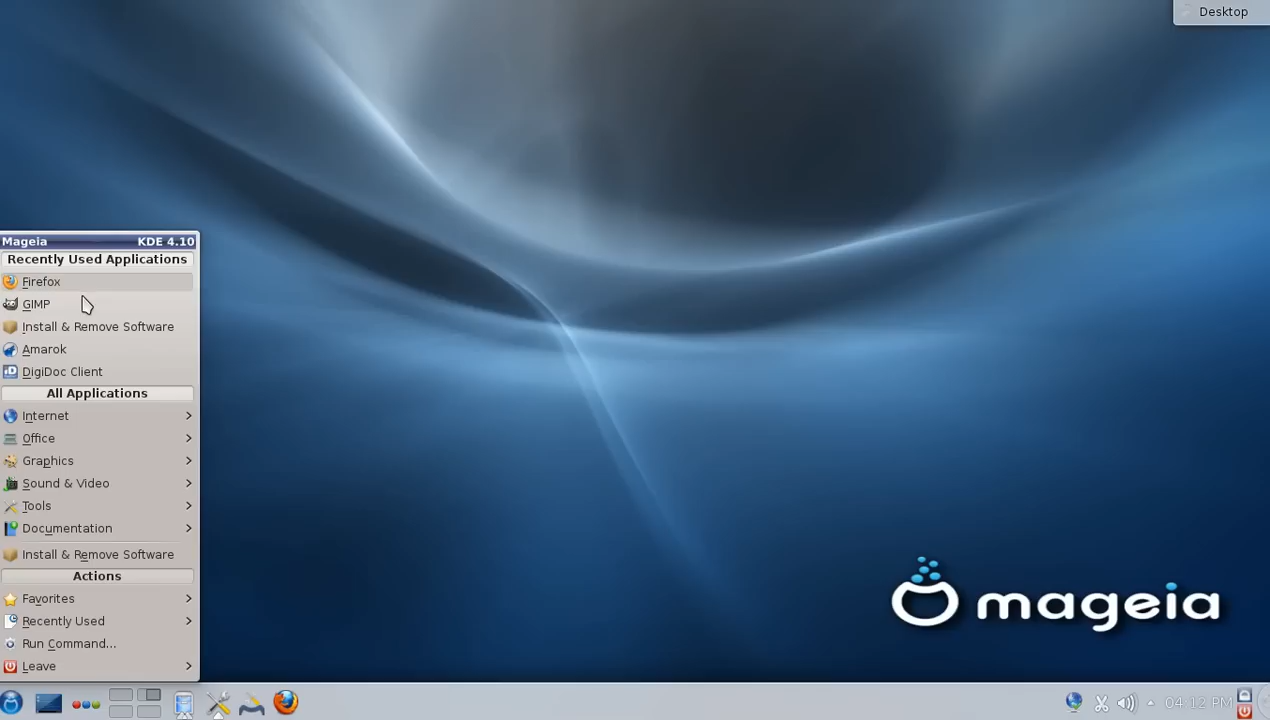 Desktop
Mageia KDE 4.10
Recently Used Applications
Firefox
GIMP
Install & Remove Software
Amarok
DigiDoc Client
All Applications
Internet
Office
Graphics
Sound & Video
Tools
Documentation
Install & Remove Software
Actions
Favorites
Recently Used
Run Command...
Leave
mageia
04:12 PM